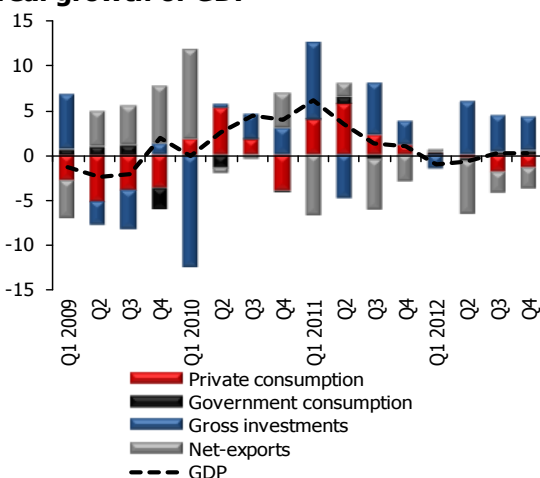 15
10
5
0
-5
-10
-15
Q1 2009
Q2
Q3
Q4
Q1 2010
Q2
Q3
Q4
Q1 2011
Q2
Q3
Q4
Q1 2012
Q2
Q3
Q4
Private consumption
Government consumption
Gross investments
Net-exports
GDP